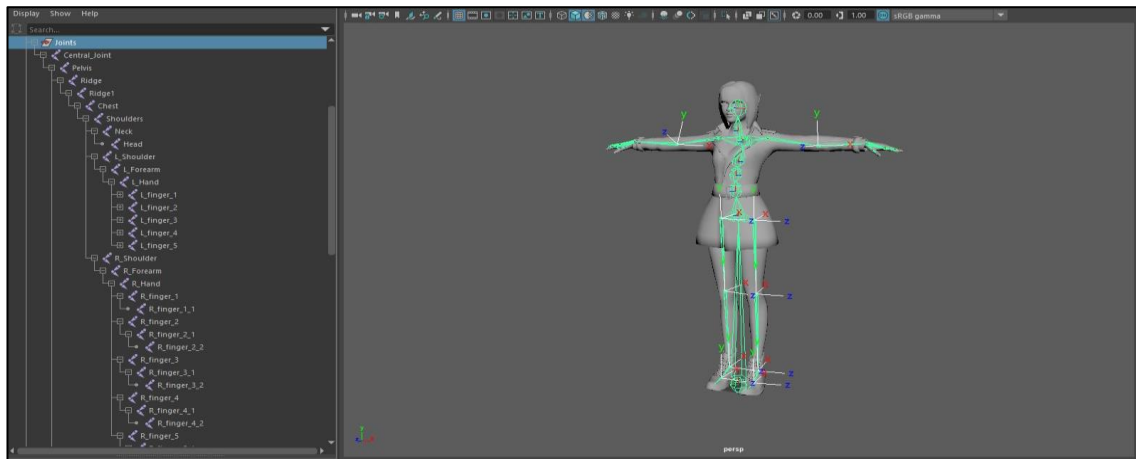 Display Show Help
Search...
Joints
Central_Joint
Pelvis
Ridge
Ridge1
Chest
Shoulders
Neck
Head
L_Shoulder
L_Forearm
L_Hand
L_finger_1
L_finger_2
L_finger_3
L_finger_4
L_finger_5
R_Shoulder
R_Forearm
R_Hand
R_finger_1
R_finger_1_1
R_finger_2
R_finger_2_1
R_finger_2_2
R_finger_3
R_finger_3_1
R_finger_3_2
R_finger_4
R_finger_4_1
R_finger_4_2
R_finger_5
0.00 1.00 sRGB gamma
y
y
z
z
x
x
z
z
x
z
z
y
x
z
z
y
persp